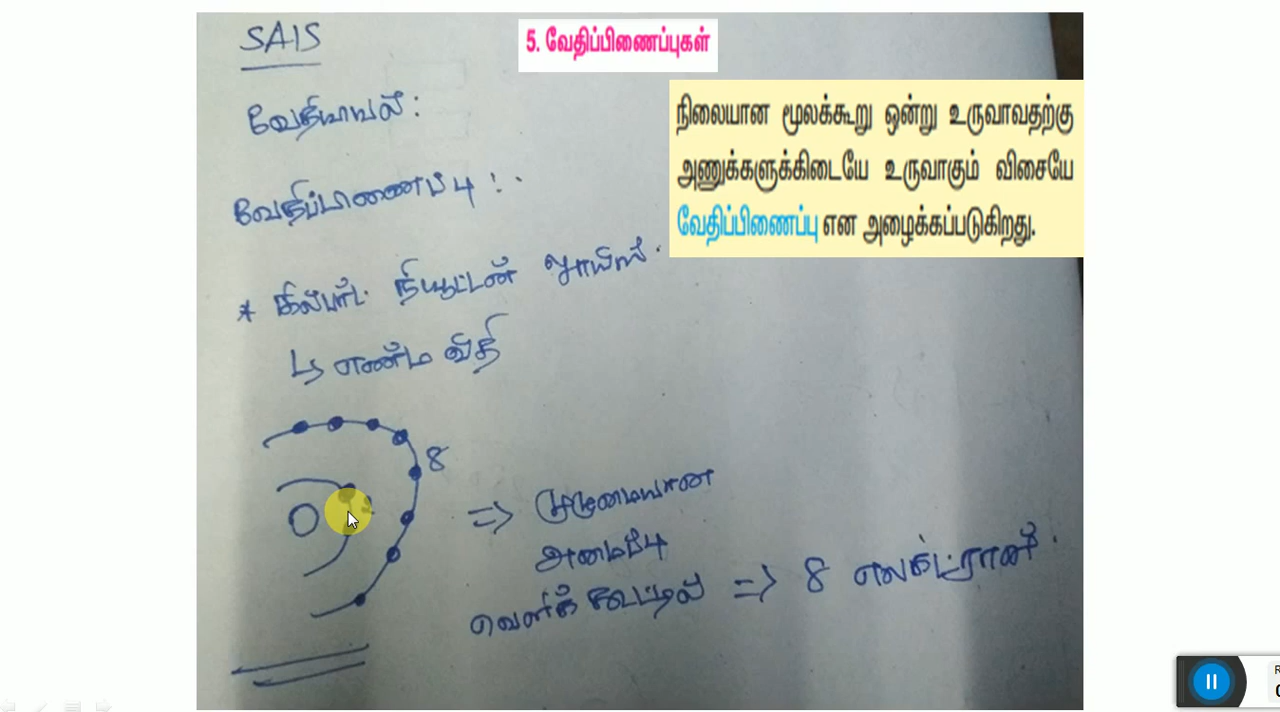 SAIS
5. வேதிப்பிணைப்புகள்
வேதியியல் :
நிலையான மூலக்கூறு ஒன்று உருவாவதற்கு
அணுக்களுக்கிடையே உருவாகும் விசையே
வேதிப்பிணைப்பு என அழைக்கப்படுகிறது.
வேதிப்பிணைப்பு :
* கில்பர்ட் நியூட்டன் லூயிஸ்
↳ எண்ம விதி
8
=> முழுமையான
அமைப்பு
வெளிக் கூட்டில் => 8 எலக்ட்ரான்